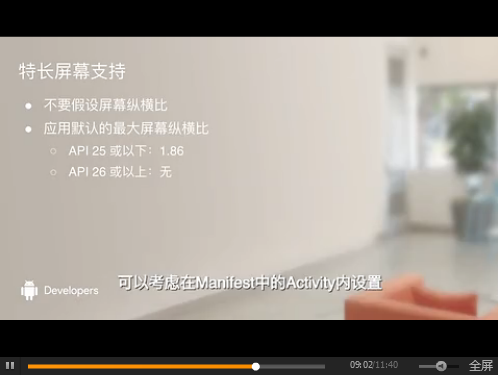 特长屏幕支持
不要假设屏幕纵横比
应用默认的最大屏幕纵横比
API 25 或以下：1.86
API 26 或以上：无
Developers
可以考虑在Manifest中的Activity内设置
09:02/11:40
全屏